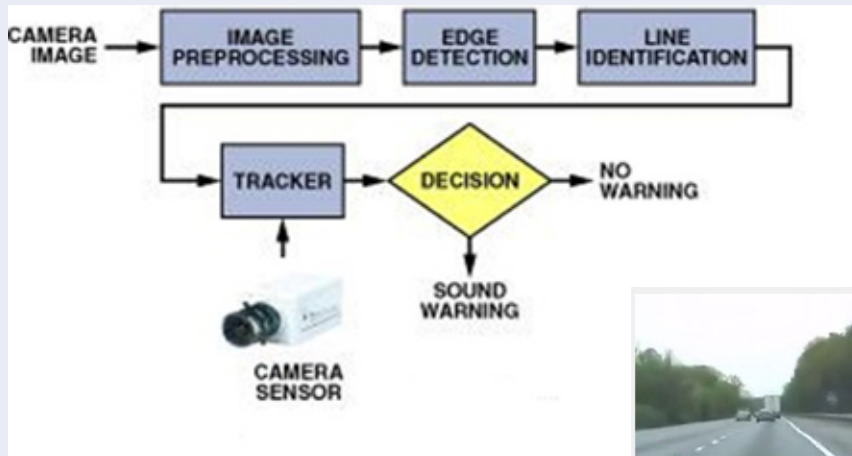 CAMERA
IMAGE
IMAGE
PREPROCESSING
EDGE
DETECTION
LINE
IDENTIFICATION
TRACKER
DECISION
NO
WARNING
SOUND
WARNING
CAMERA
SENSOR